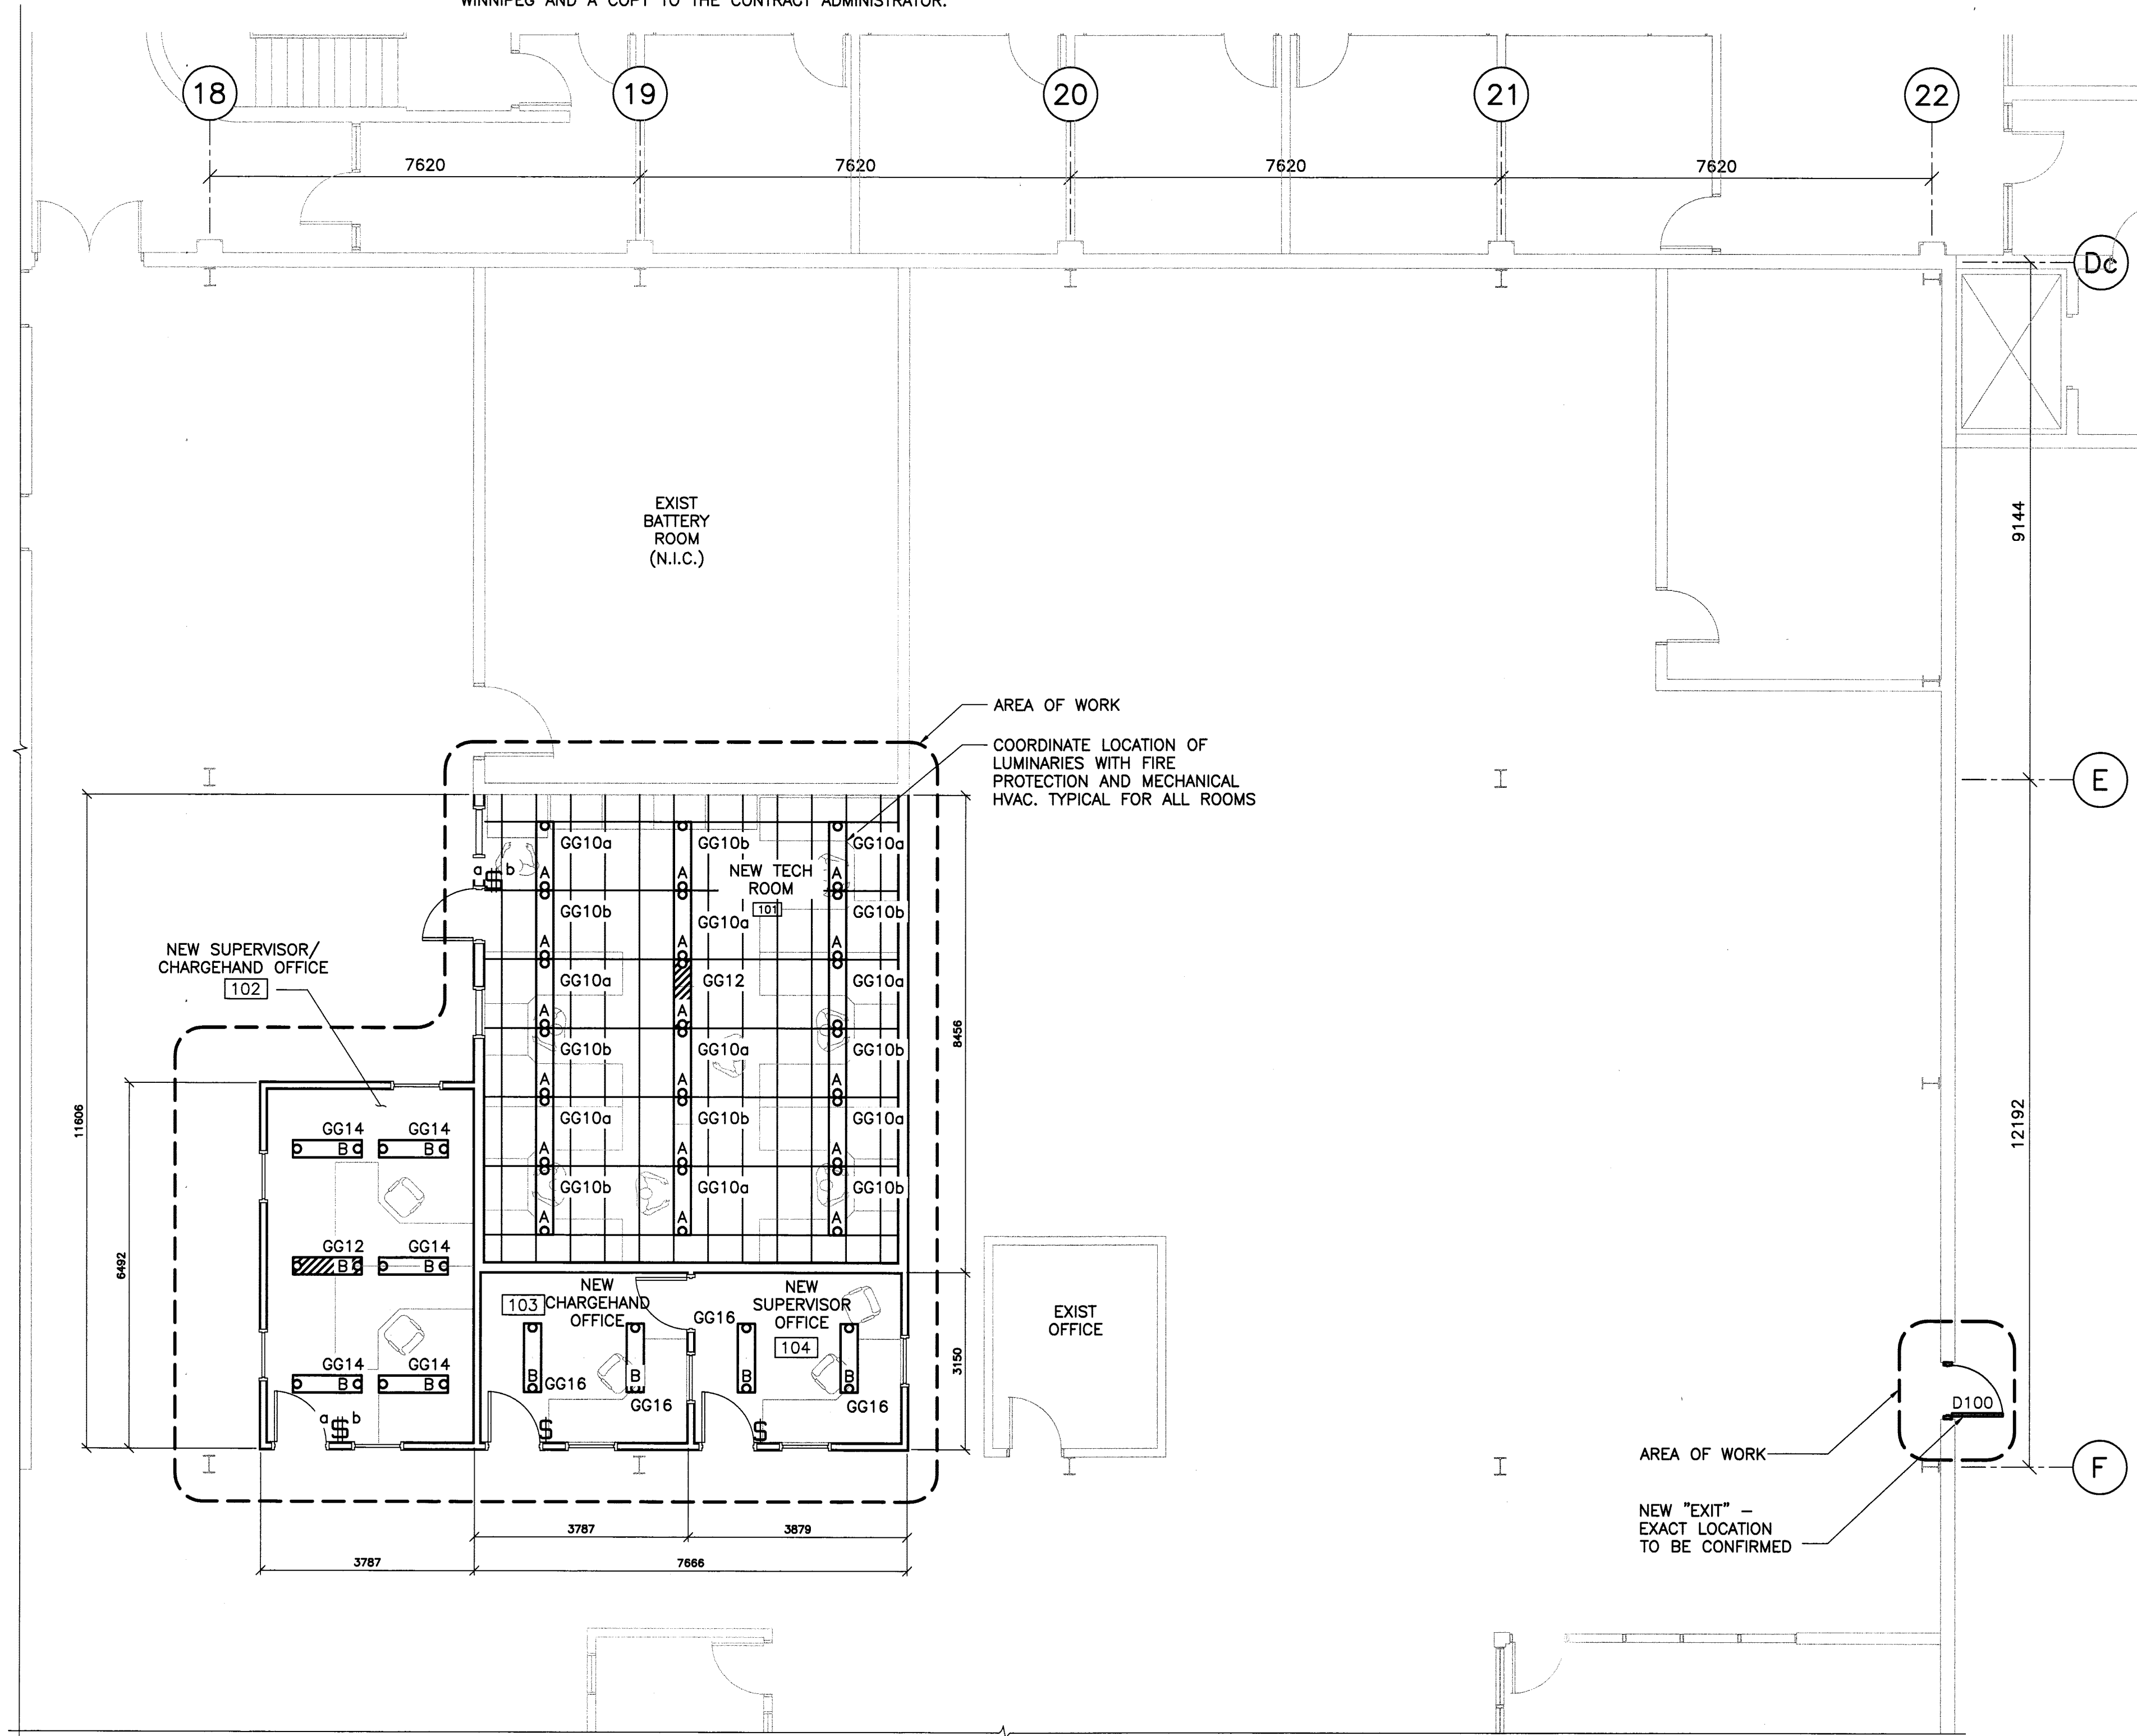 WINNIPEG AND A COPY TO THE CONTRACT ADMINISTRATOR.
18
19
20
21
22
7620
7620
7620
7620
Dc
9144
EXIST
BATTERY
ROOM
(N.I.C.)
AREA OF WORK
COORDINATE LOCATION OF
LUMINARIES WITH FIRE
PROTECTION AND MECHANICAL
HVAC. TYPICAL FOR ALL ROOMS
E
GG10a
GG10b
GG10a
a $ b
A
A
NEW TECH
ROOM
A
101
GG10b
GG10a
GG10b
A
A
A
NEW SUPERVISOR/
CHARGEHAND OFFICE
102
GG10a
GG12
GG10a
A
A
8456
GG10b
GG10a
GG10b
A
A
A
11606
12192
GG10a
GG10b
GG10a
A
A
A
GG14
GG14
B
B
GG10b
GG10a
GG10b
A
A
A
6492
GG12
GG14
B
B
103
NEW
CHARGEHAND
OFFICE
NEW
SUPERVISOR
OFFICE
104
GG16
EXIST
OFFICE
3150
GG14
GG14
B
B
B
GG16
B
GG16
B
B
GG16
a $ b
S
S
D100
AREA OF WORK
F
NEW "EXIT" –
EXACT LOCATION
TO BE CONFIRMED
3787
3879
3787
7666